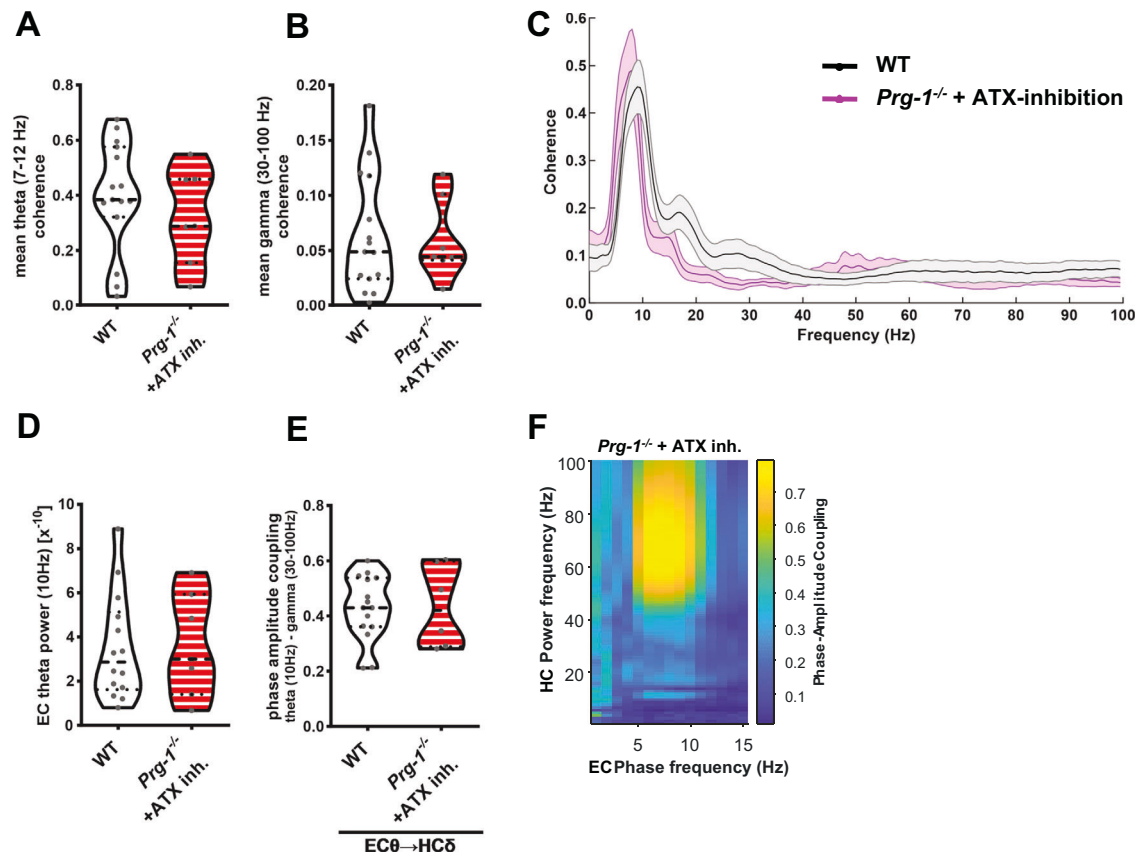 A
mean theta (7-12 Hz)
coherence
0.8
0.6
0.4
0.2
0.0
WT
Prg-1-/-
+ATX inh.
B
mean gamma (30-100 Hz)
coherence
0.20
0.15
0.10
0.05
0.00
WT
Prg-1-/-
+ATX inh.
C
Coherence
0.6
0.5
0.4
0.3
0.2
0.1
0.0
0 10 20 30 40 50 60 70 80 90 100
Frequency (Hz)
WT
Prg-1-/- + ATX-inhibition
D
EC theta power (10Hz) [x-10]
10
8
6
4
2
0
WT
Prg-1-/-
+ATX inh.
E
phase amplitude coupling
theta (10Hz) - gamma (30-100Hz)
0.8
0.6
0.4
0.2
0.0
WT
Prg-1-/-
+ATX inh.
ECθ→HCδ
F
Prg-1-/- + ATX inh.
HC Power frequency (Hz)
100
80
60
40
20
5 10 15
EC Phase frequency (Hz)
0.7
0.6
0.5
0.4
0.3
0.2
0.1
Phase-Amplitude Coupling